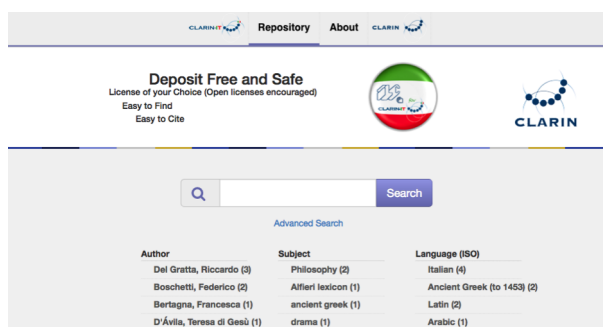 CLARIN-IT Repository About CLARIN
Deposit Free and Safe
License of your Choice (Open licenses encouraged)
Easy to Find
Easy to Cite
CLARIN-IT
CLARIN
Search
Advanced Search
Author Subject Language (ISO)
Del Gratta, Riccardo (3) Philosophy (2) Italian (4)
Boschetti, Federico (2) Alfieri lexicon (1) Ancient Greek (to 1453) (2)
Bertagna, Francesca (1) ancient greek (1) Latin (2)
D'Ávila, Teresa di Gesù (1) drama (1) Arabic (1)